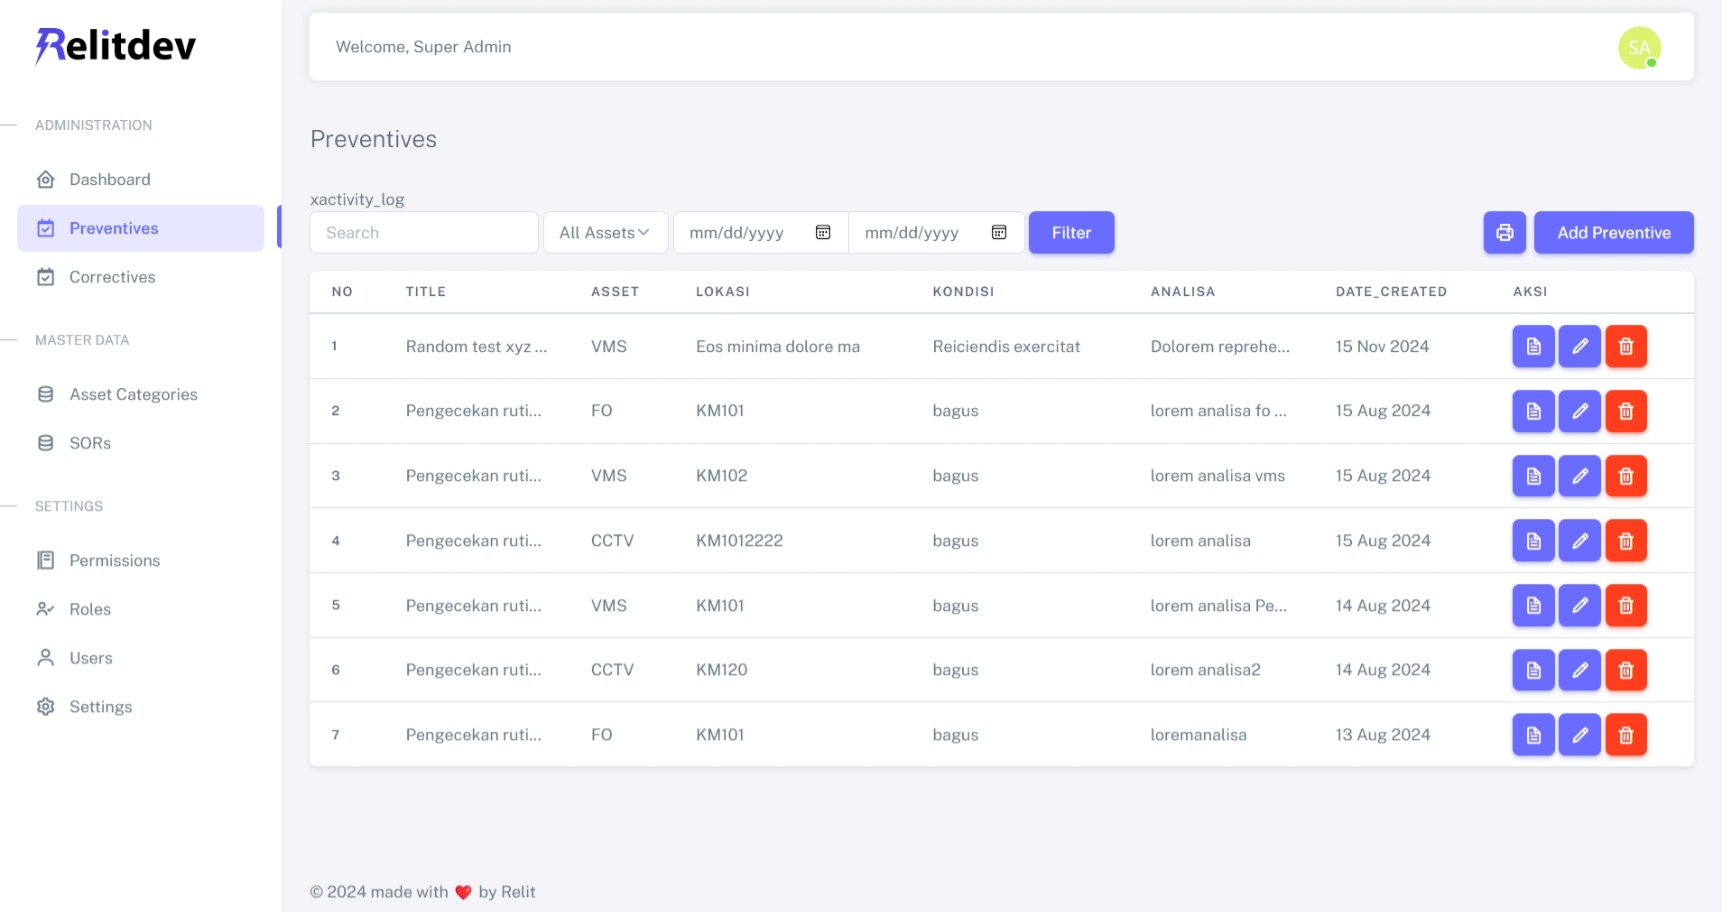 Relitdev
ADMINISTRATION
Dashboard
Preventives
Correctives
MASTER DATA
Asset Categories
SORs
SETTINGS
Permissions
Roles
Users
Settings
Welcome, Super Admin
SA
Preventives
xactivity_log
Search All Assets mm/dd/yyyy mm/dd/yyyy Filter Add Preventive
NO TITLE ASSET LOKASI KONDISI ANALISA DATE_CREATED AKSI
1 Random test xyz ... VMS Eos minima dolore ma Reiciendis exercitat Dolorem reprehe... 15 Nov 2024
2 Pengecekan ruti... FO KM101 bagus lorem analisa fo ... 15 Aug 2024
3 Pengecekan ruti... VMS KM102 bagus lorem analisa vms 15 Aug 2024
4 Pengecekan ruti... CCTV KM1012222 bagus lorem analisa 15 Aug 2024
5 Pengecekan ruti... VMS KM101 bagus lorem analisa Pe... 14 Aug 2024
6 Pengecekan ruti... CCTV KM120 bagus lorem analisa2 14 Aug 2024
7 Pengecekan ruti... FO KM101 bagus loremanalisa 13 Aug 2024
© 2024 made with ❤️ by Relit